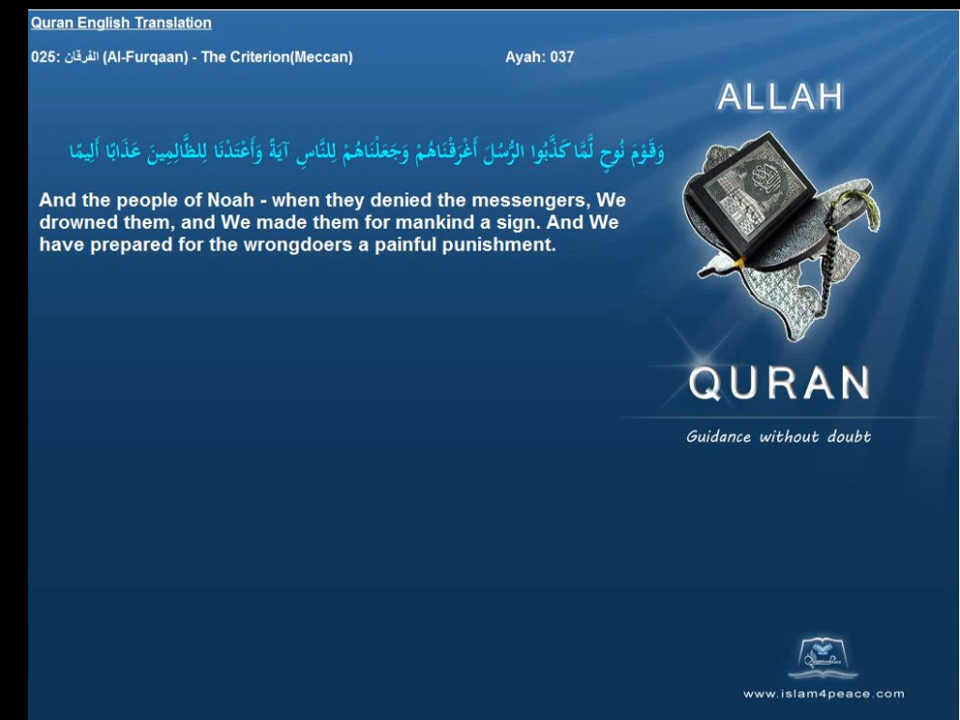 Quran English Translation
025: الفرقان (Al-Furqaan) - The Criterion(Meccan) Ayah: 037
ALLAH
وَقَوْمَ نُوحٍ لَّمَّا كَذَّبُوا الرُّسُلَ أَغْرَقْنَاهُمْ وَجَعَلْنَاهُمْ لِلنَّاسِ آيَةً وَأَعْتَدْنَا لِلظَّالِمِينَ عَذَابًا أَلِيمًا
And the people of Noah - when they denied the messengers, We
drowned them, and We made them for mankind a sign. And We
have prepared for the wrongdoers a painful punishment.
QURAN
Guidance without doubt
www.islam4peace.com